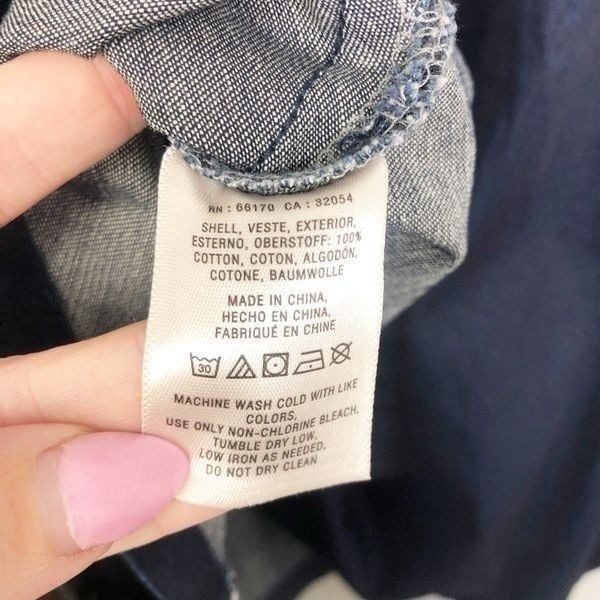 RN : 66170 CA : 32054
SHELL, VESTE, EXTERIOR,
ESTERNO, OBERSTOFF: 100%
COTTON, COTON, ALGODÓN,
COTONE, BAUMWOLLE
MADE IN CHINA,
HECHO EN CHINA,
FABRIQUÉ EN CHINE
30
MACHINE WASH COLD WITH LIKE
COLORS,
USE ONLY NON-CHLORINE BLEACH,
TUMBLE DRY LOW,
LOW IRON AS NEEDED,
DO NOT DRY CLEAN